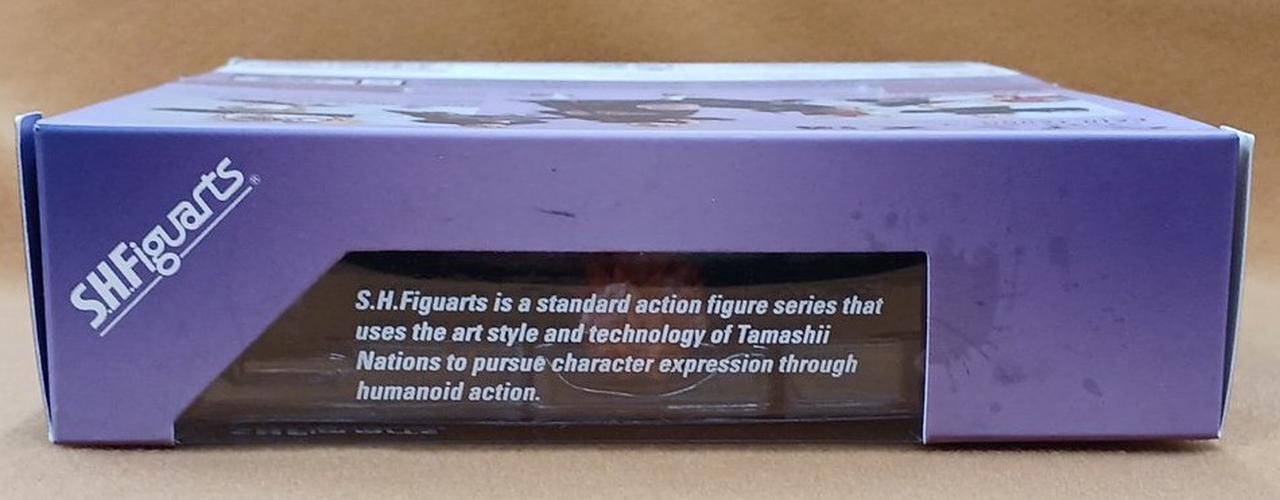 S.H.Figuarts®
S.H.Figuarts is a standard action figure series that
uses the art style and technology of Tamashii
Nations to pursue character expression through
humanoid action.